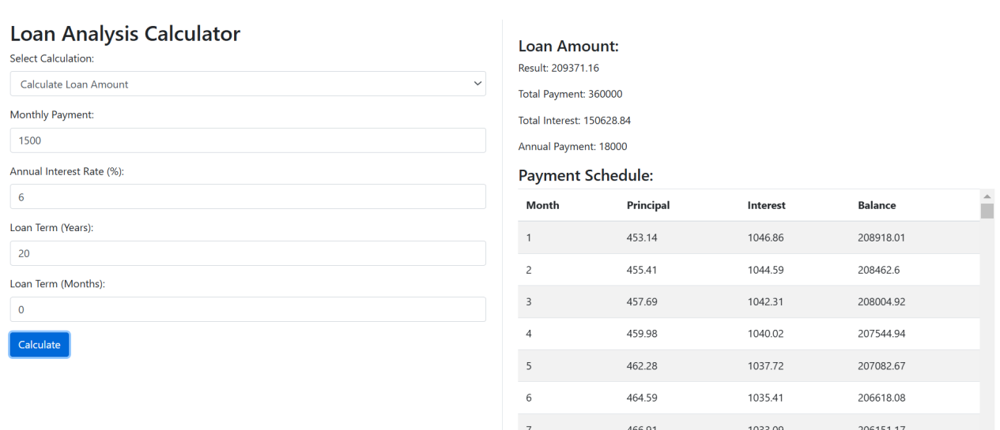 Loan Analysis Calculator
Select Calculation:
Calculate Loan Amount
Monthly Payment:
1500
Annual Interest Rate (%):
6
Loan Term (Years):
20
Loan Term (Months):
0
Calculate
Loan Amount:
Result: 209371.16
Total Payment: 360000
Total Interest: 150628.84
Annual Payment: 18000
Payment Schedule:
Month Principal Interest Balance
1 453.14 1046.86 208918.01
2 455.41 1044.59 208462.6
3 457.69 1042.31 208004.92
4 459.98 1040.02 207544.94
5 462.28 1037.72 207082.67
6 464.59 1035.41 206618.08
7 466.91 1033.09 206151.17